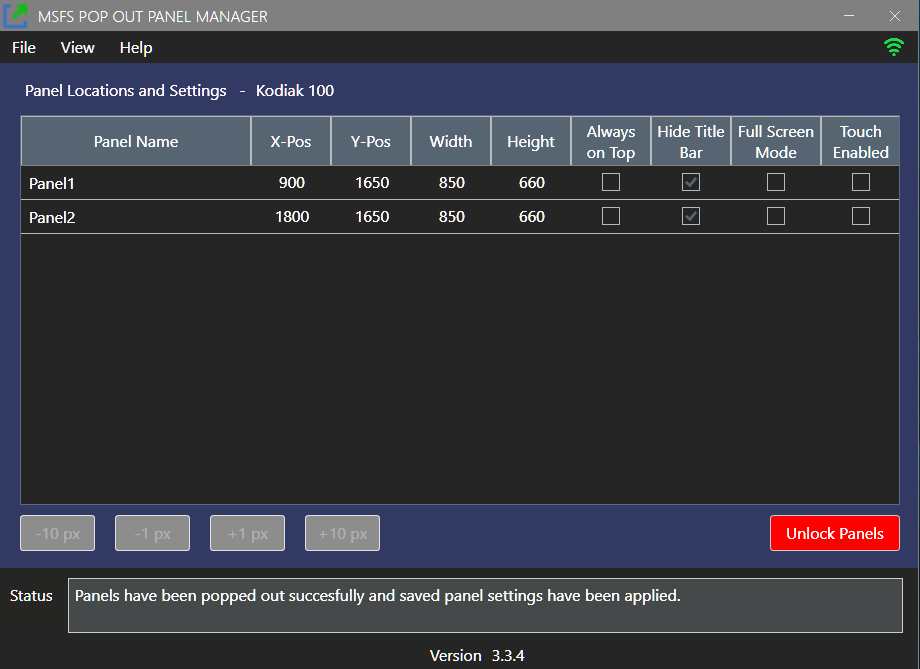 MSFS POP OUT PANEL MANAGER
File View Help
Panel Locations and Settings - Kodiak 100
Panel Name X-Pos Y-Pos Width Height Always on Top Hide Title Bar Full Screen Mode Touch Enabled
Panel1 900 1650 850 660
Panel2 1800 1650 850 660
-10 px -1 px +1 px +10 px Unlock Panels
Status Panels have been popped out succesfully and saved panel settings have been applied.
Version 3.3.4